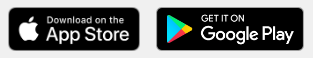 Download on the
App Store
GET IT ON
Google Play